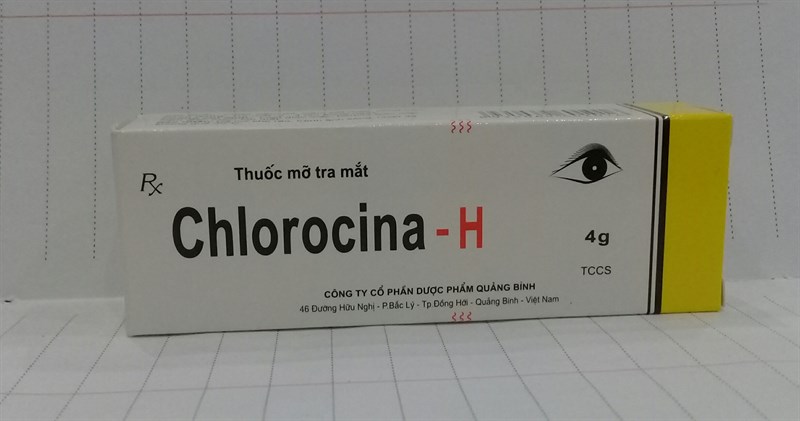 Rx
Thuốc mỡ tra mắt
Chlorocina - H
4g
TCCS
CÔNG TY CỔ PHẦN DƯỢC PHẨM QUẢNG BÌNH
46 Đường Hữu Nghị - P.Bắc Lý - Tp Đồng Hới - Quảng Bình - Việt Nam